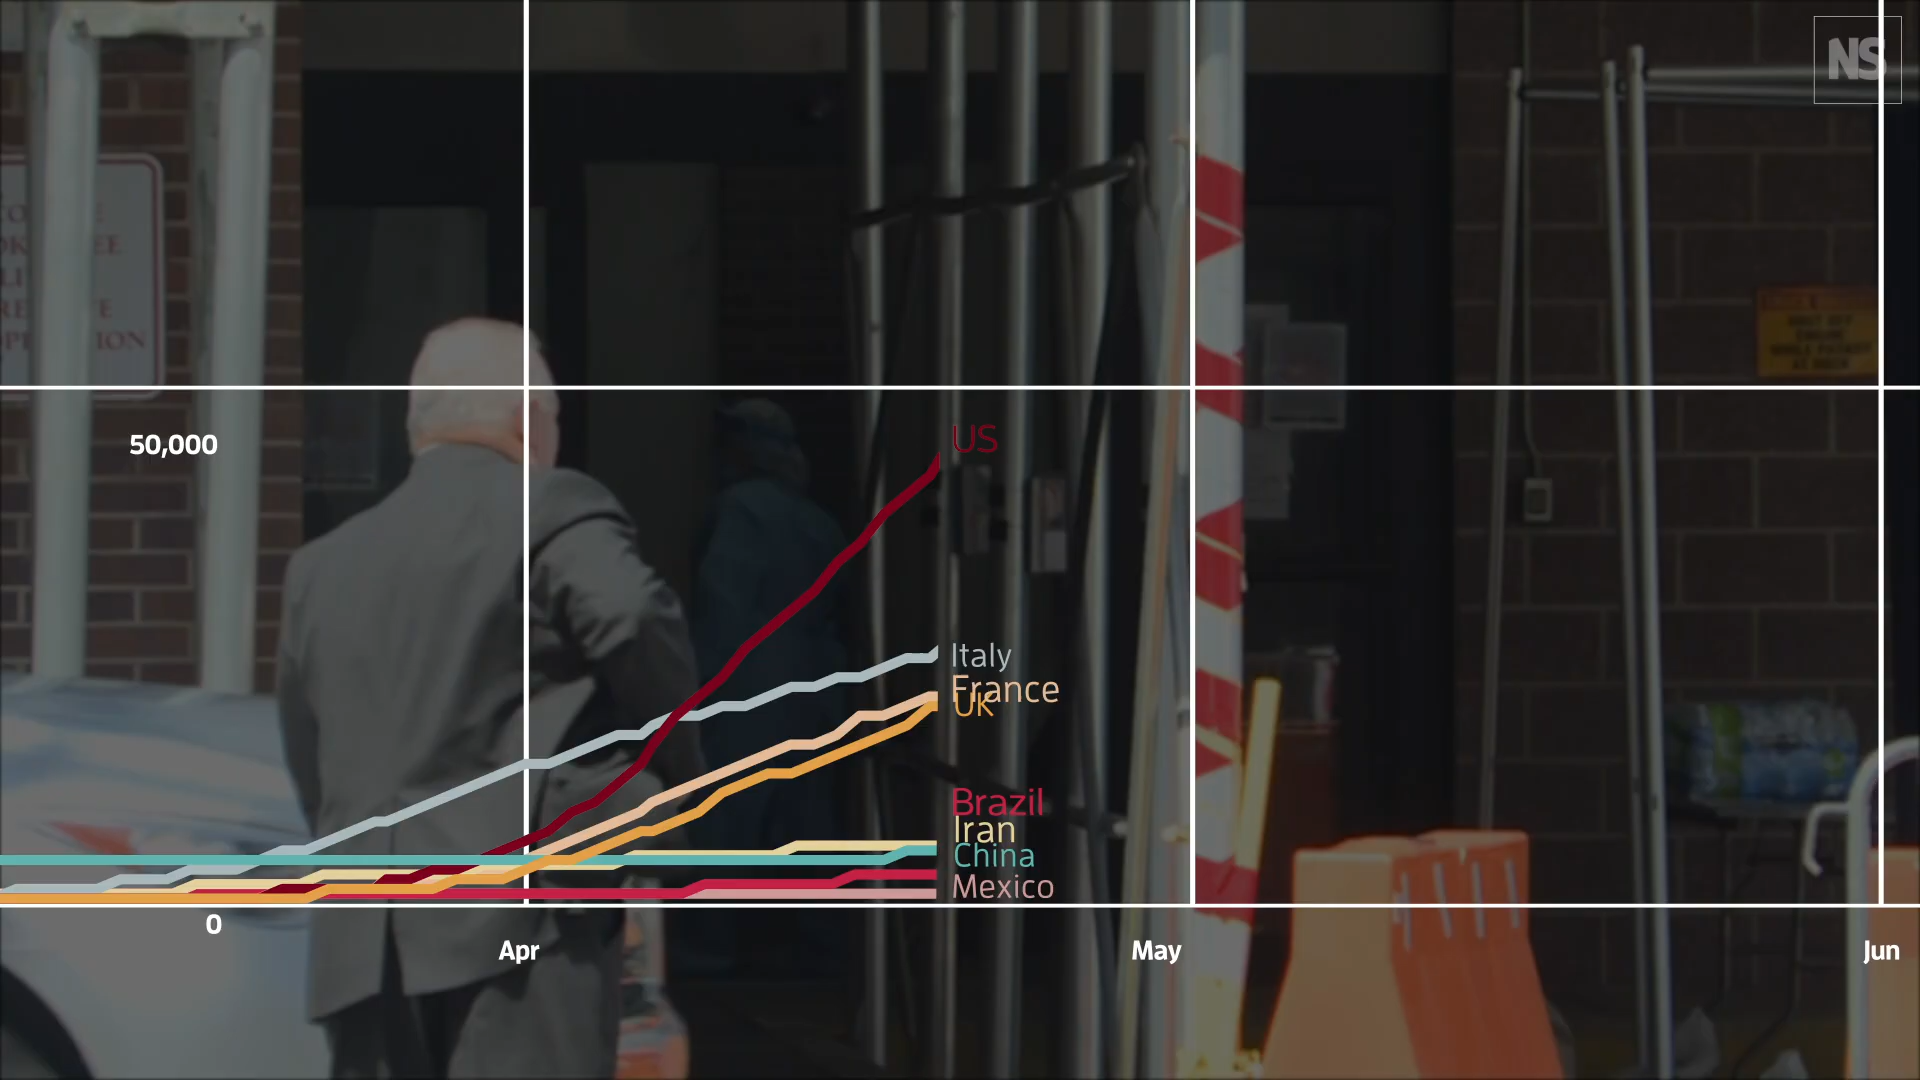 NS
50,000
US
Italy
France
UK
Brazil
Iran
China
Mexico
0
Apr
May
Jun